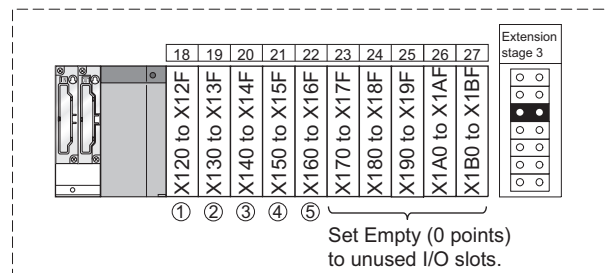 Extension
stage 3
18 19 20 21 22 23 24 25 26 27
X120 to X12F
X130 to X13F
X140 to X14F
X150 to X15F
X160 to X16F
X170 to X17F
X180 to X18F
X190 to X19F
X1A0 to X1AF
X1B0 to X1BF
① ② ③ ④ ⑤
Set Empty (0 points)
to unused I/O slots.